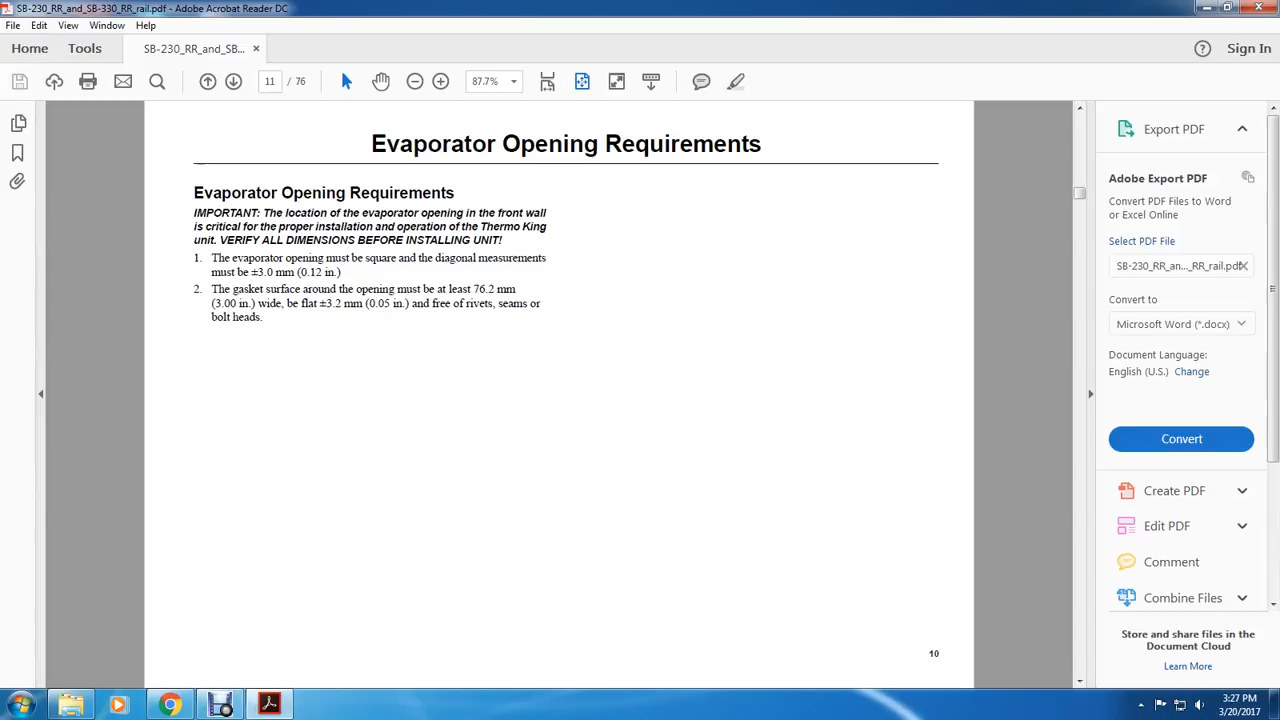 SB-230_RR_and_SB-330_RR_rail.pdf - Adobe Acrobat Reader DC
File Edit View Window Help
Home Tools SB-230_RR_and_SB... × Sign In
11 / 76 87.7%
Evaporator Opening Requirements
Evaporator Opening Requirements
IMPORTANT: The location of the evaporator opening in the front wall
is critical for the proper installation and operation of the Thermo King
unit. VERIFY ALL DIMENSIONS BEFORE INSTALLING UNIT!
1. The evaporator opening must be square and the diagonal measurements
must be ±3.0 mm (0.12 in.)
2. The gasket surface around the opening must be at least 76.2 mm
(3.00 in.) wide, be flat ±3.2 mm (0.05 in.) and free of rivets, seams or
bolt heads.
10
Export PDF
Adobe Export PDF
Convert PDF Files to Word
or Excel Online
Select PDF File
SB-230_RR_an..._RR_rail.pdf
Convert to
Microsoft Word (*.docx)
Document Language:
English (U.S.) Change
Convert
Create PDF
Edit PDF
Comment
Combine Files
Store and share files in the
Document Cloud
Learn More
3:27 PM
3/20/2017